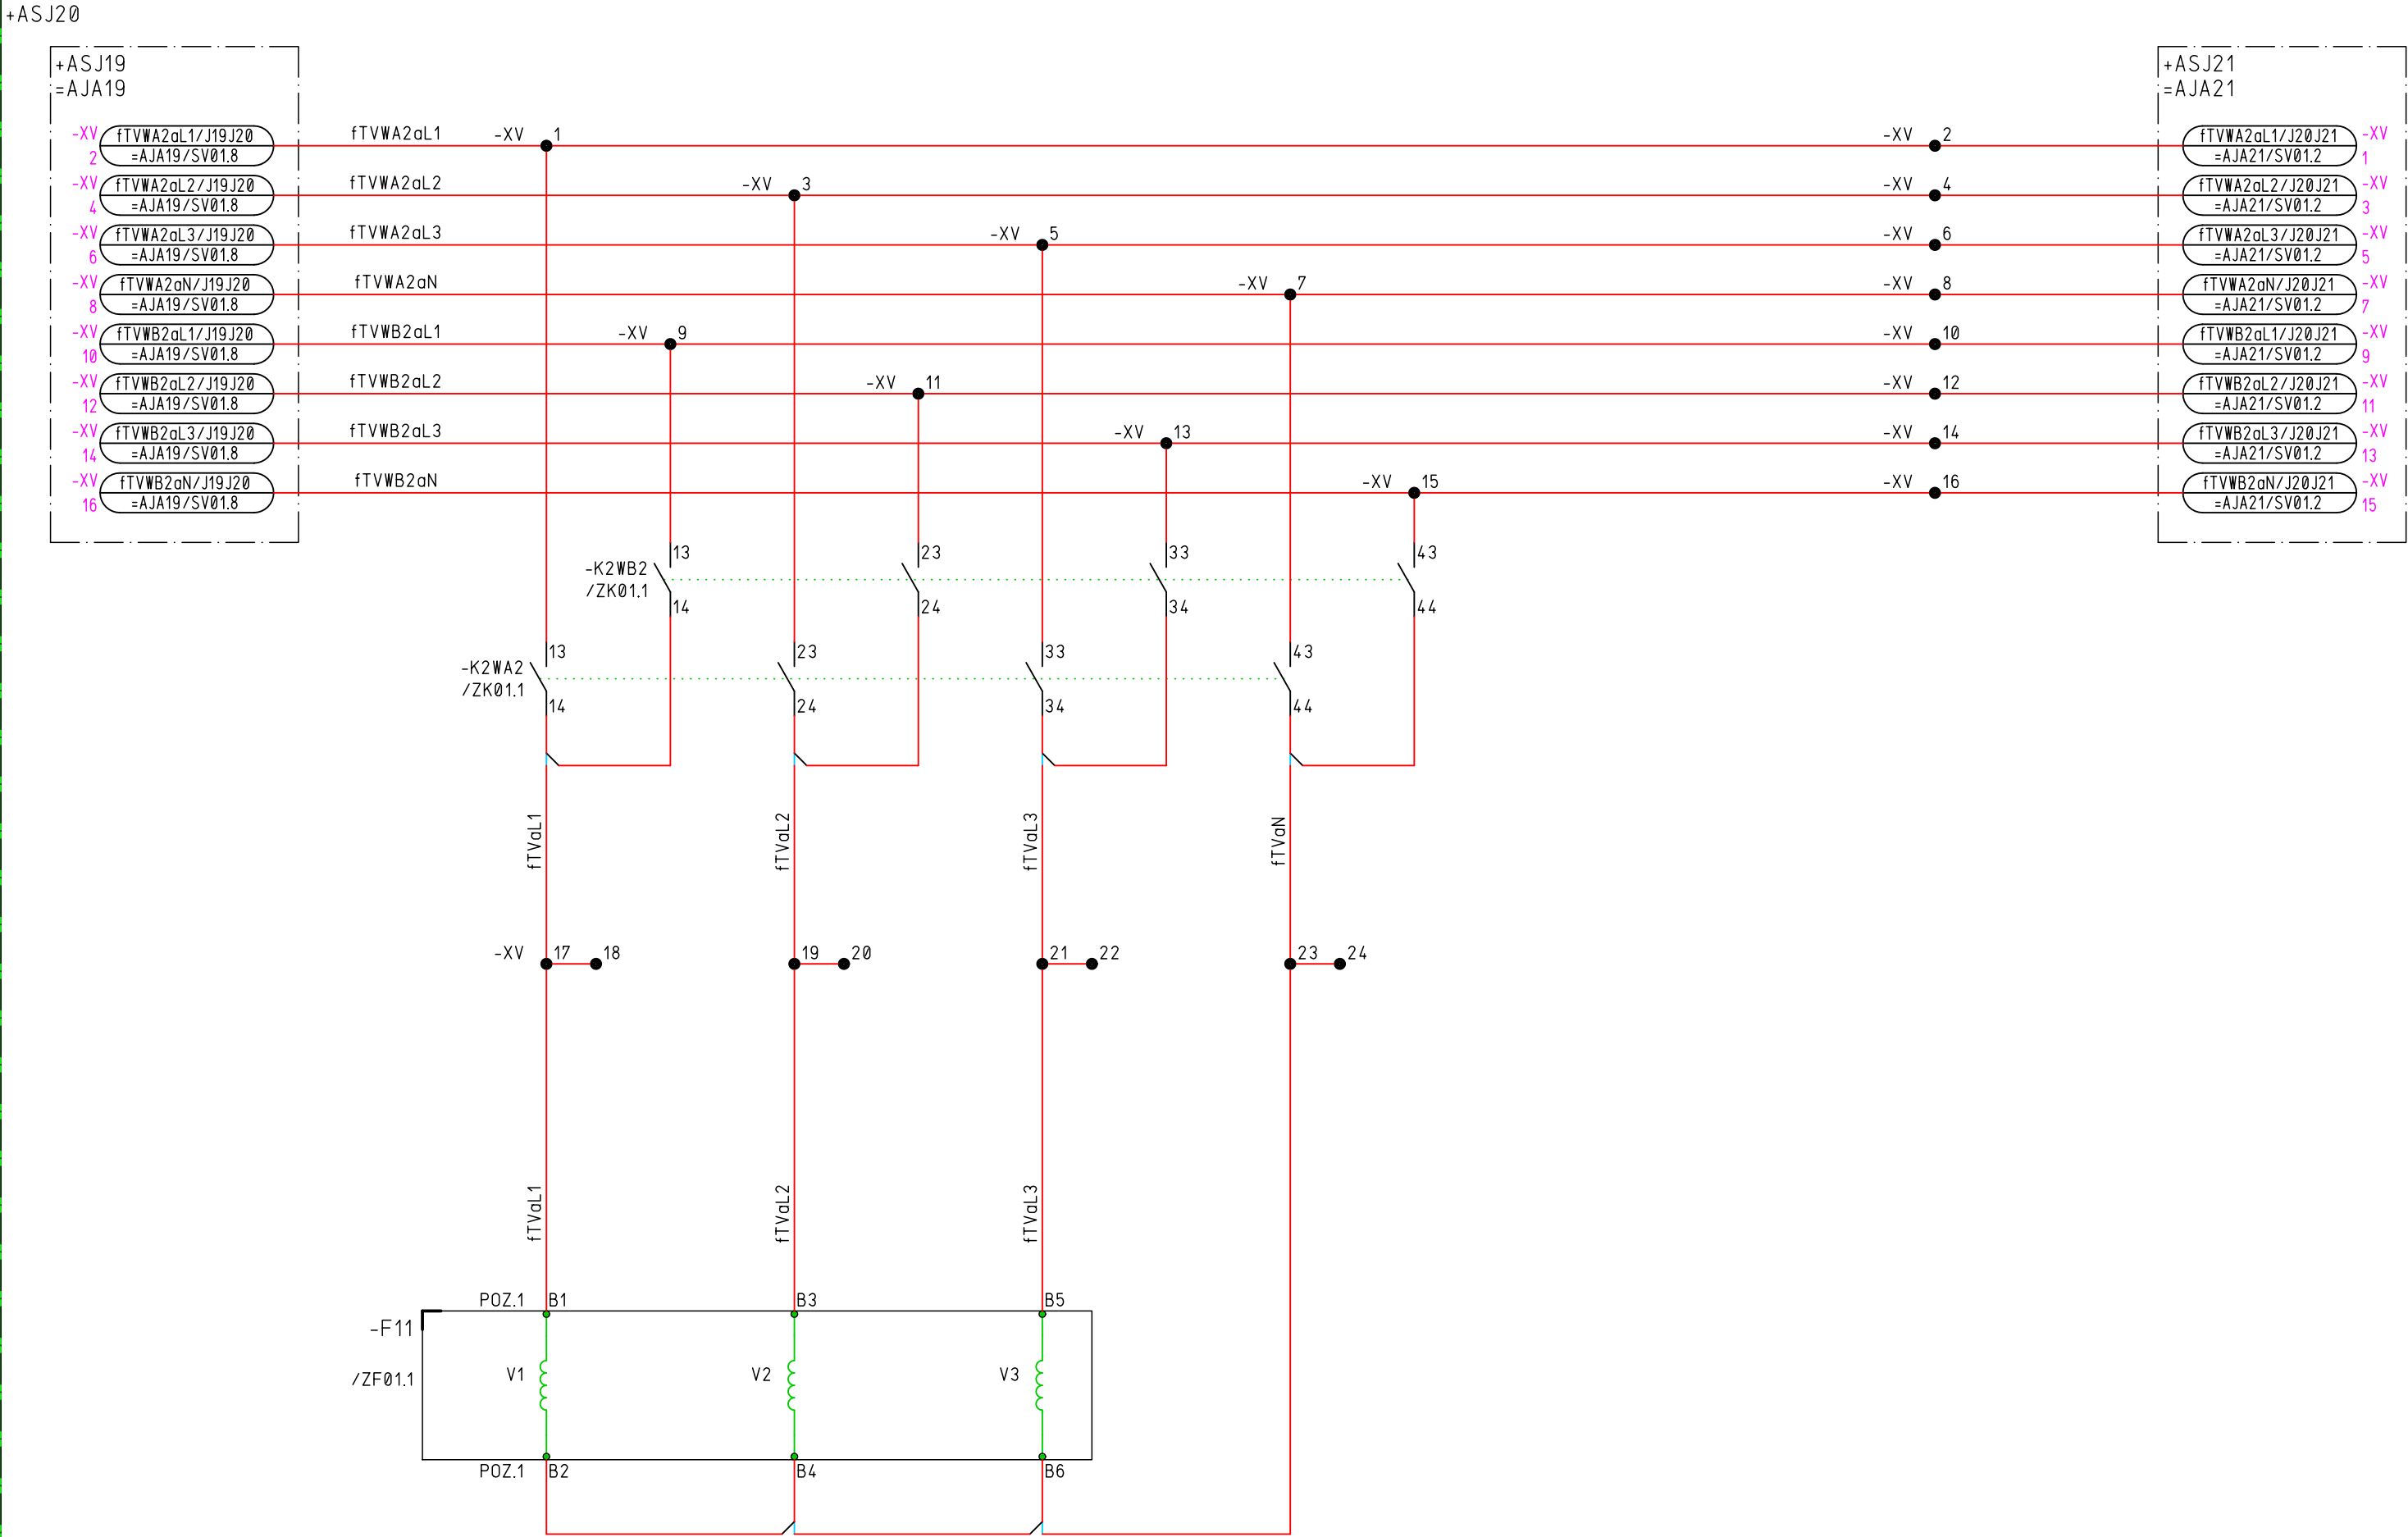 +ASJ20
+ASJ19
=AJA19
+ASJ21
=AJA21
-XV fTVWA2aL1/J19J20 fTVWA2aL1 -XV 1 -XV 2 fTVWA2aL1/J20J21 -XV
2 =AJA19/SV01.8 =AJA21/SV01.2 1
-XV fTVWA2aL2/J19J20 fTVWA2aL2 -XV 3 -XV 4 fTVWA2aL2/J20J21 -XV
4 =AJA19/SV01.8 =AJA21/SV01.2 3
-XV fTVWA2aL3/J19J20 fTVWA2aL3 -XV 5 -XV 6 fTVWA2aL3/J20J21 -XV
6 =AJA19/SV01.8 =AJA21/SV01.2 5
-XV fTVWA2aN/J19J20 fTVWA2aN -XV 7 -XV 8 fTVWA2aN/J20J21 -XV
8 =AJA19/SV01.8 =AJA21/SV01.2 7
-XV fTVWB2aL1/J19J20 fTVWB2aL1 -XV 9 -XV 10 fTVWB2aL1/J20J21 -XV
10 =AJA19/SV01.8 =AJA21/SV01.2 9
-XV fTVWB2aL2/J19J20 fTVWB2aL2 -XV 11 -XV 12 fTVWB2aL2/J20J21 -XV
12 =AJA19/SV01.8 =AJA21/SV01.2 11
-XV fTVWB2aL3/J19J20 fTVWB2aL3 -XV 13 -XV 14 fTVWB2aL3/J20J21 -XV
14 =AJA19/SV01.8 =AJA21/SV01.2 13
-XV fTVWB2aN/J19J20 fTVWB2aN -XV 15 -XV 16 fTVWB2aN/J20J21 -XV
16 =AJA19/SV01.8 =AJA21/SV01.2 15
13 23 33 43
-K2WB2
/ZK01.1
14 24 34 44
13 23 33 43
-K2WA2
/ZK01.1
14 24 34 44
fTVaL1 fTVaL2 fTVaL3 fTVaN
-XV 17 18 19 20 21 22 23 24
fTVaL1 fTVaL2 fTVaL3
POZ.1 B1 B3 B5
-F11
/ZF01.1
V1 V2 V3
POZ.1 B2 B4 B6